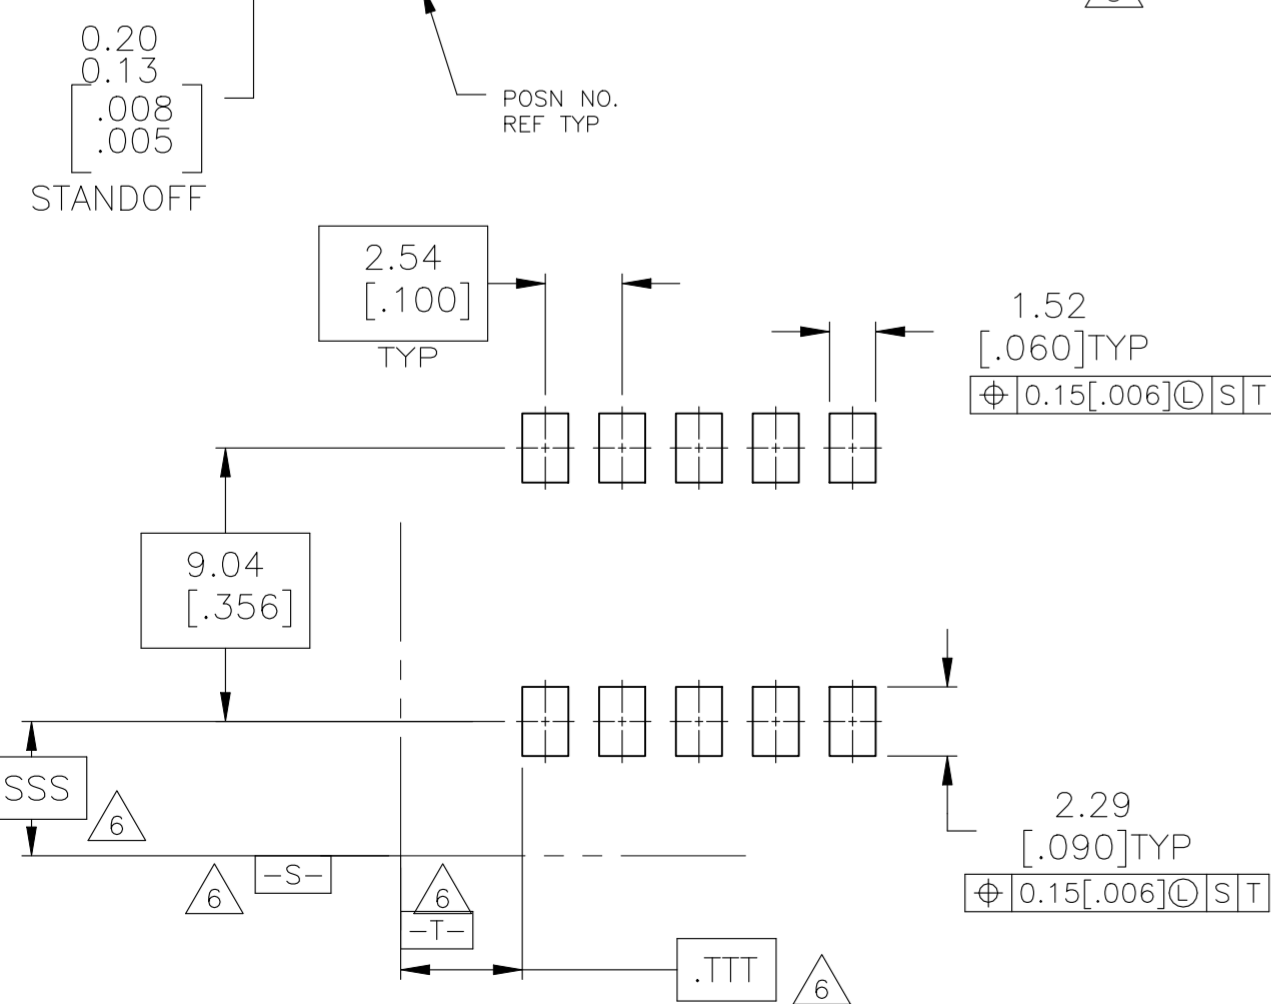 0.20
0.13
[.008
.005]
STANDOFF
POSN NO.
REF TYP
2.54
[.100]
TYP
1.52
[.060]TYP
⌖ 0.15[.006]Ⓛ S T
9.04
[.356]
SSS
6
6
-S-
6
-T-
.TTT
6
2.29
[.090]TYP
⌖ 0.15[.006]Ⓛ S T